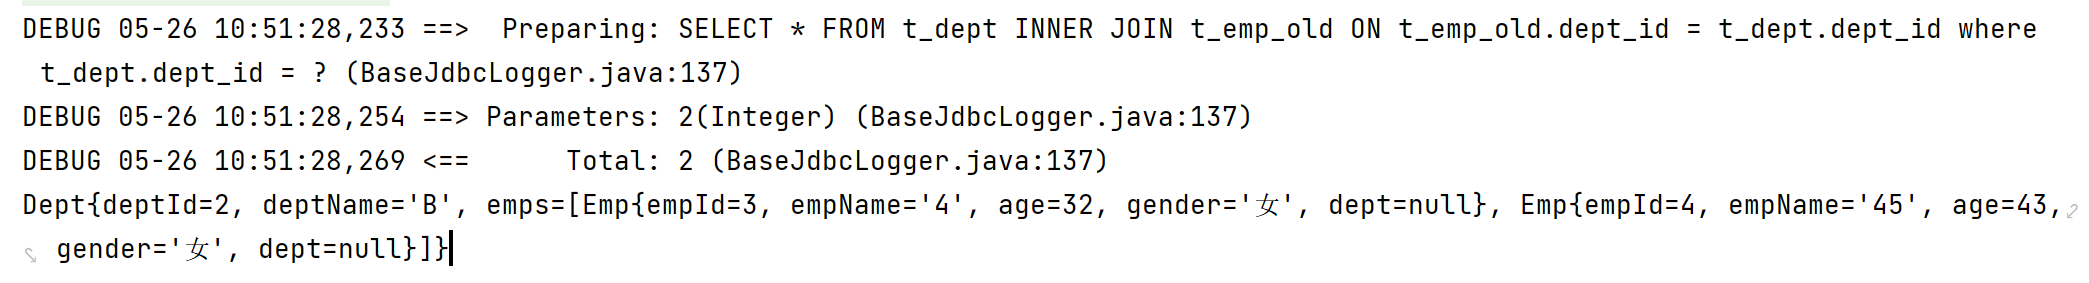 DEBUG 05-26 10:51:28,233 ==>  Preparing: SELECT * FROM t_dept INNER JOIN t_emp_old ON t_emp_old.dept_id = t_dept.dept_id where
t_dept.dept_id = ? (BaseJdbcLogger.java:137)
DEBUG 05-26 10:51:28,254 ==> Parameters: 2(Integer) (BaseJdbcLogger.java:137)
DEBUG 05-26 10:51:28,269 <==      Total: 2 (BaseJdbcLogger.java:137)
Dept{deptId=2, deptName='B', emps=[Emp{empId=3, empName='4', age=32, gender='女', dept=null}, Emp{empId=4, empName='45', age=43,
gender='女', dept=null}]}